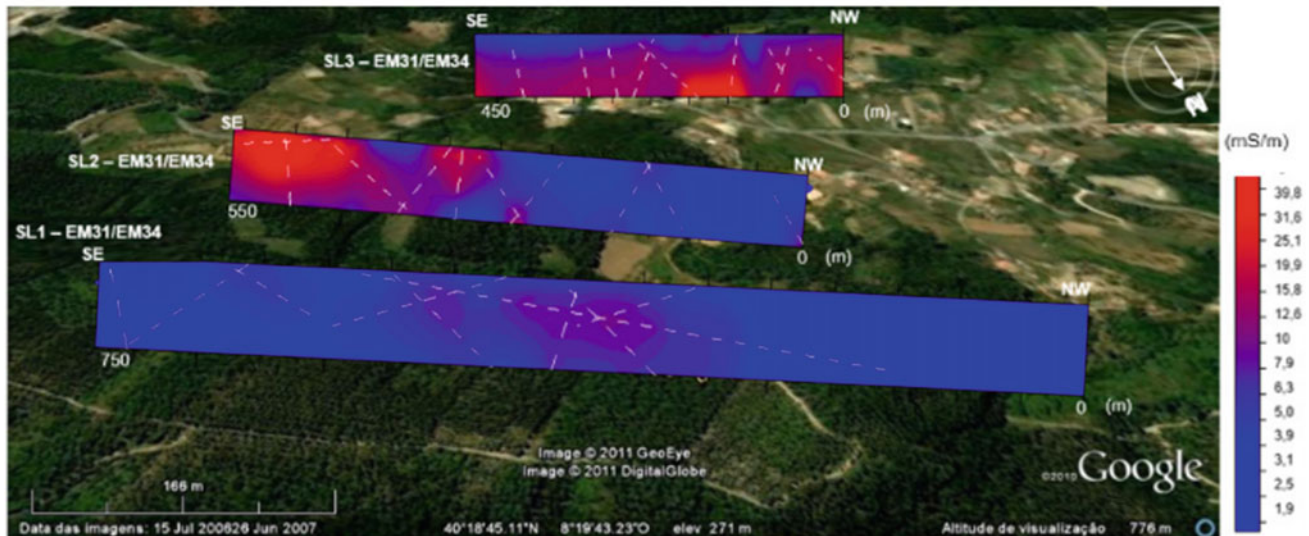 SE
NW
SL3 – EM31/EM34
450
0 (m)
N
(mS/m)
SE
SL2 – EM31/EM34
NW
550
0 (m)
SL1 – EM31/EM34
SE
NW
750
0 (m)
39,8
31,6
25,1
19,9
15,8
12,6
10
7,9
6,3
5,0
3,9
3,1
2,5
1,9
Image © 2011 GeoEye
Image © 2011 DigitalGlobe
©2010 Google
166 m
Data das imagens: 15 Jul 200626 Jun 2007
40°18'45.11"N 8°19'43.23"O elev 271 m
Altitude de visualização 776 m